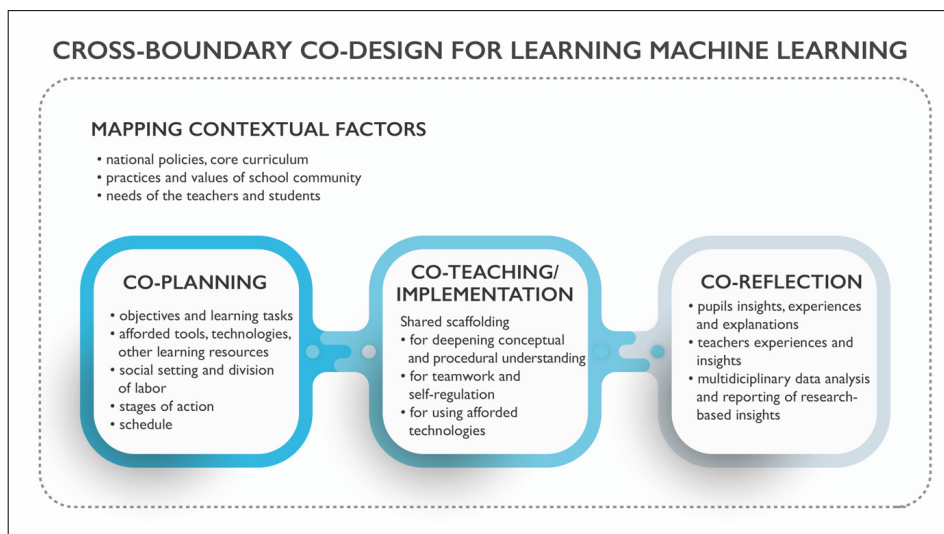 CROSS-BOUNDARY CO-DESIGN FOR LEARNING MACHINE LEARNING
MAPPING CONTEXTUAL FACTORS
• national policies, core curriculum
• practices and values of school community
• needs of the teachers and students
CO-PLANNING
• objectives and learning tasks
• afforded tools, technologies,
other learning resources
• social setting and division
of labor
• stages of action
• schedule
CO-TEACHING/
IMPLEMENTATION
Shared scaffolding
• for deepening conceptual
and procedural understanding
• for teamwork and
self-regulation
• for using afforded
technologies
CO-REFLECTION
• pupils insights, experiences
and explanations
• teachers experiences and
insights
• multidiciplinary data analysis
and reporting of research-
based insights